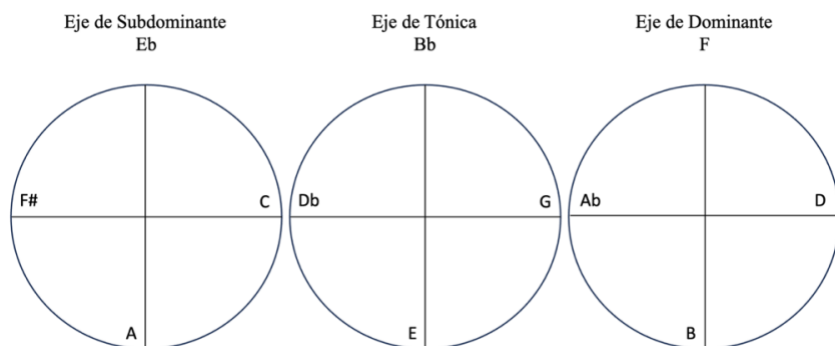 Eje de Subdominante
Eb
Eje de Tónica
Bb
Eje de Dominante
F
F#
C
Db
G
Ab
D
A
E
B